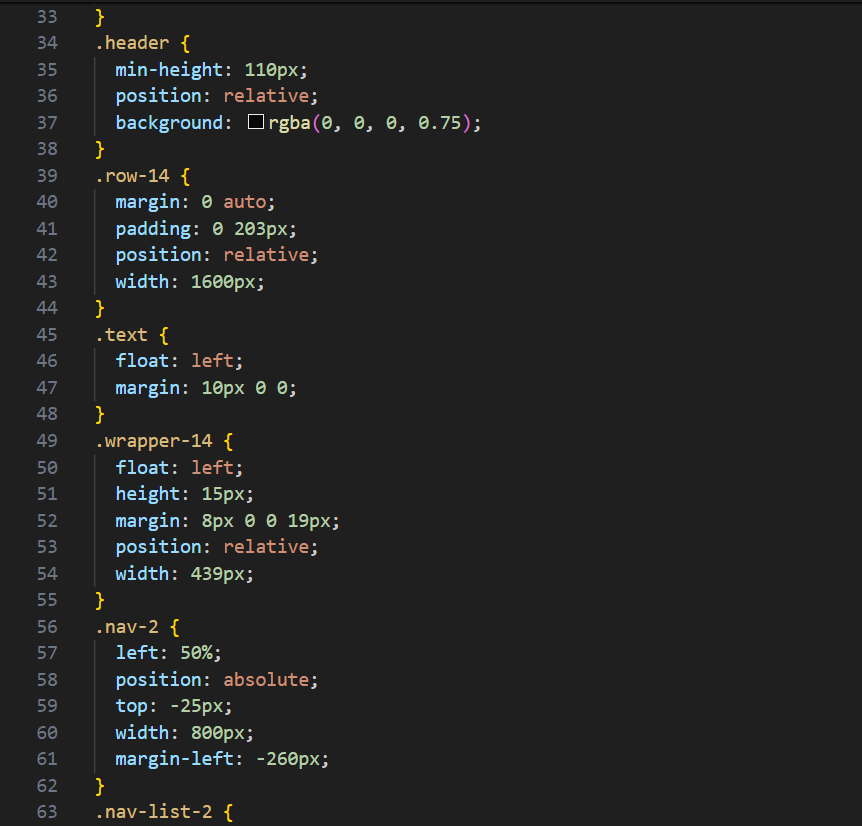 33 }
34 .header {
35 min-height: 110px;
36 position: relative;
37 background: rgba(0, 0, 0, 0.75);
38 }
39 .row-14 {
40 margin: 0 auto;
41 padding: 0 203px;
42 position: relative;
43 width: 1600px;
44 }
45 .text {
46 float: left;
47 margin: 10px 0 0;
48 }
49 .wrapper-14 {
50 float: left;
51 height: 15px;
52 margin: 8px 0 0 19px;
53 position: relative;
54 width: 439px;
55 }
56 .nav-2 {
57 left: 50%;
58 position: absolute;
59 top: -25px;
60 width: 800px;
61 margin-left: -260px;
62 }
63 .nav-list-2 {